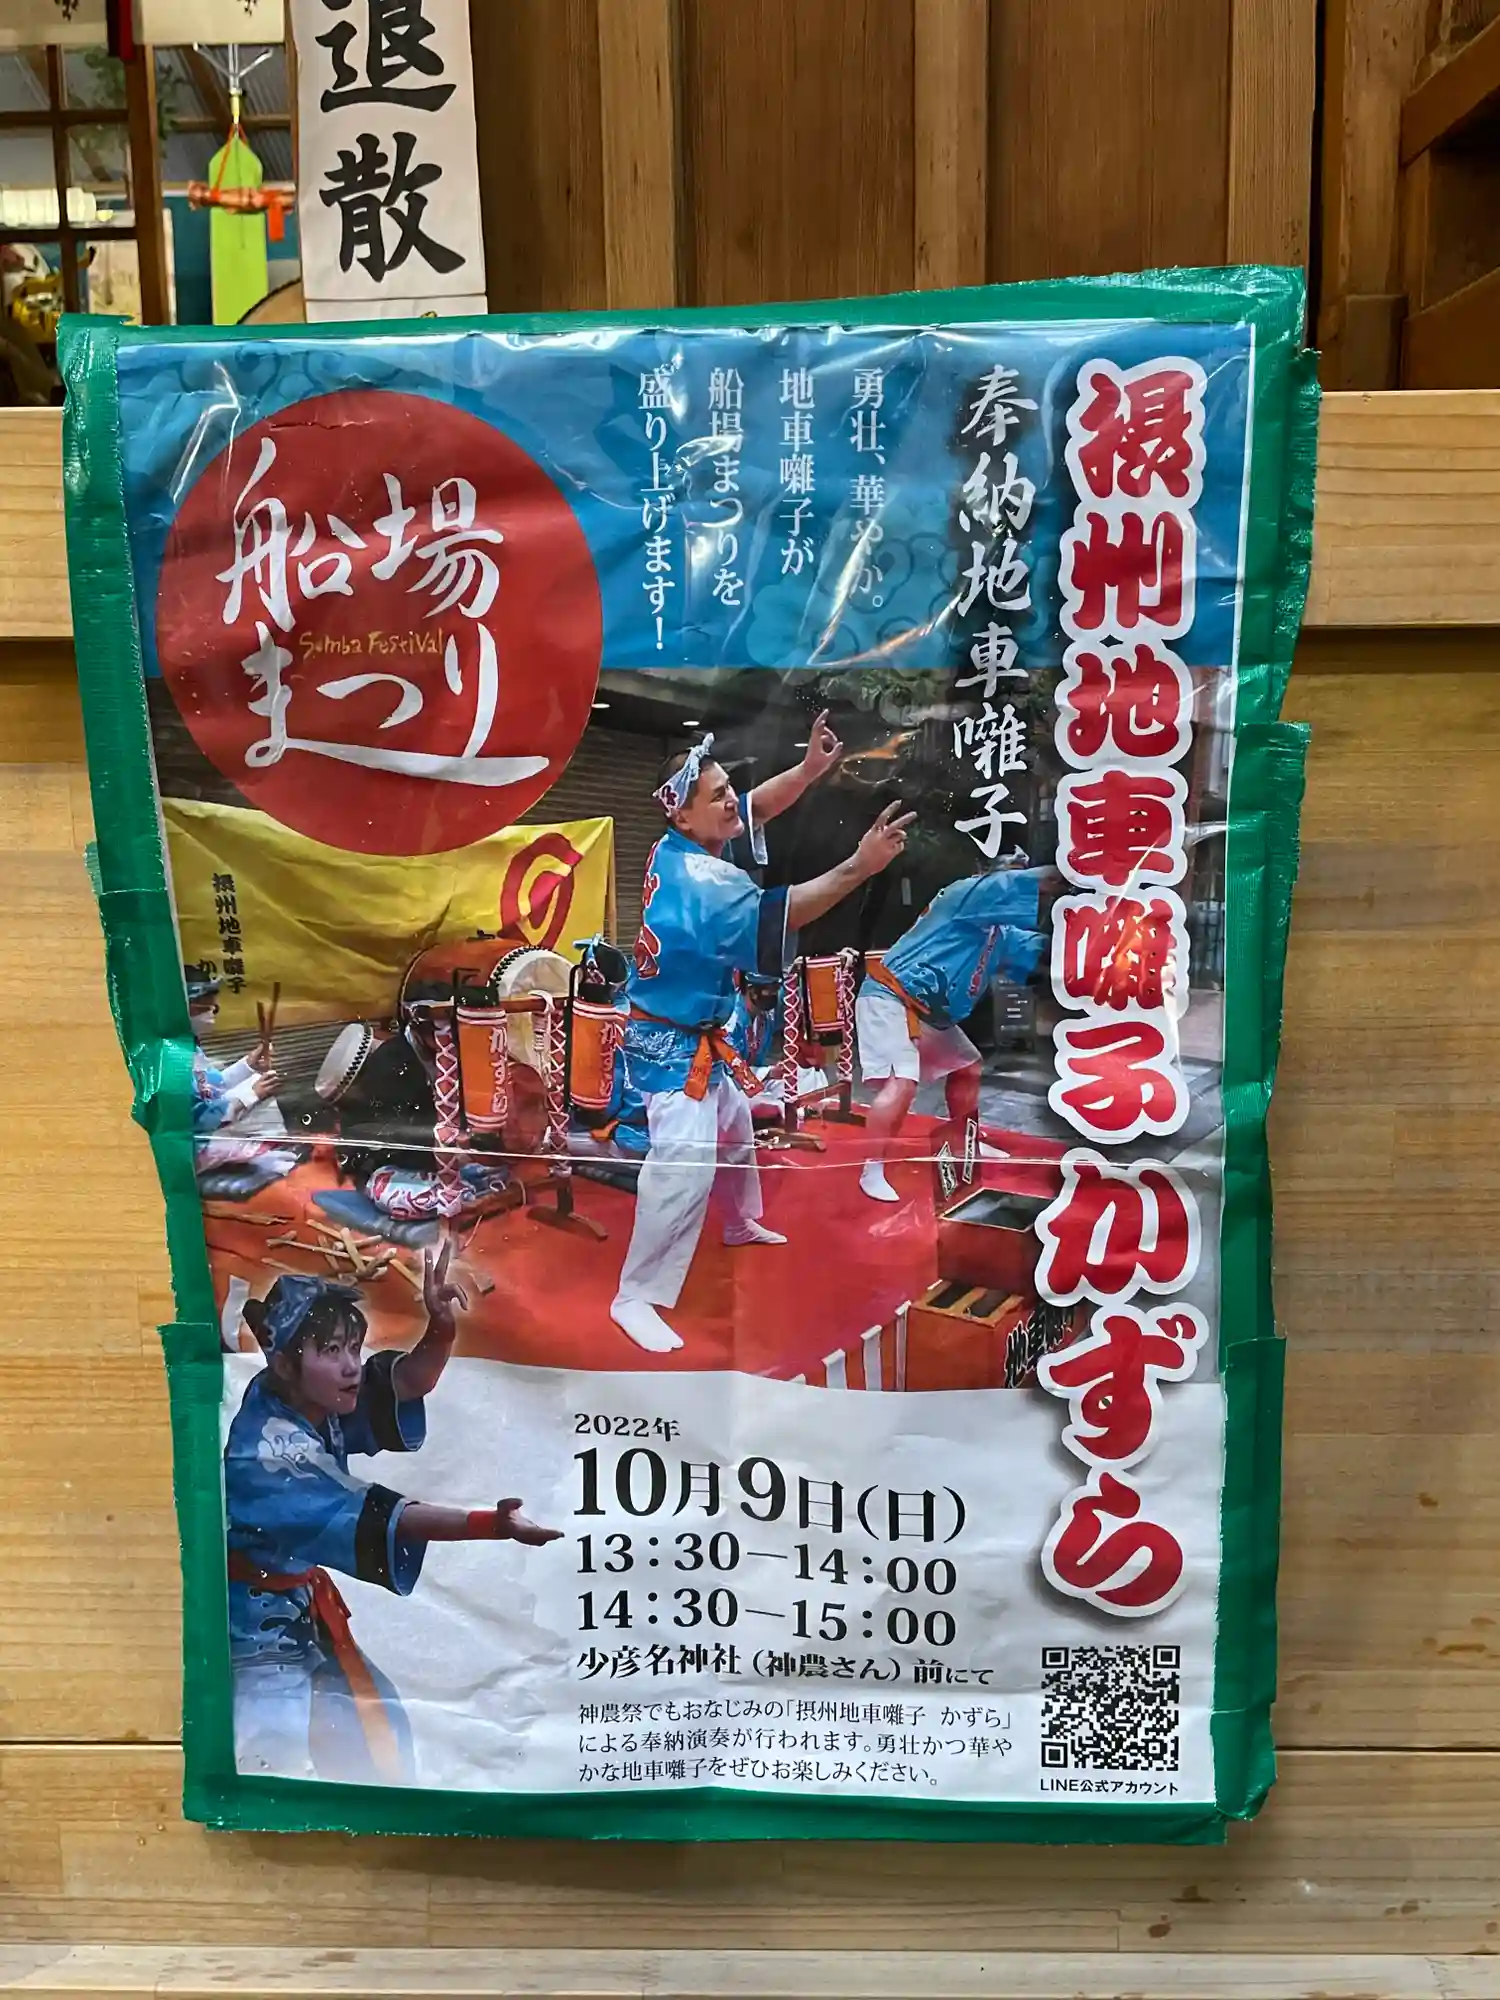 退散
摂州地車囃子 かずら
奉納地車囃子
勇壮、華やか。
地車囃子が
船場まつりを
盛り上げます！
船場
Semba Festival
まつり
摂州地車囃子
か
かずら
かずら
2022年
10月9日(日)
13：30―14：00
14：30―15：00
少彦名神社（神農さん）前にて
神農祭でもおなじみの「摂州地車囃子 かずら」
による奉納演奏が行われます。勇壮かつ華や
かな地車囃子をぜひお楽しみください。
LINE公式アカウント